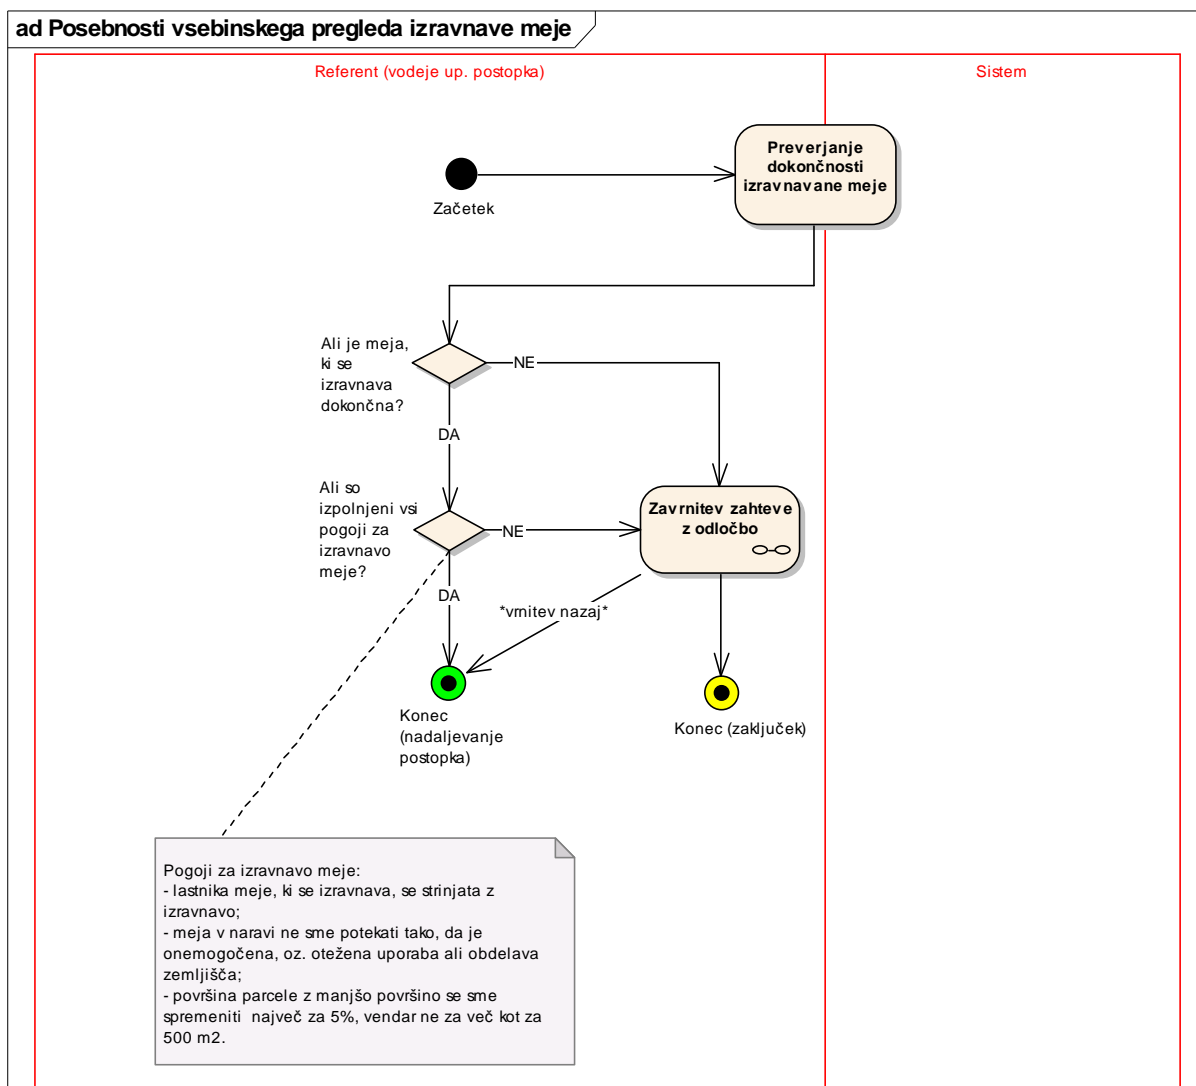 ad Posebnosti vsebinskega pregleda izravnave meje
Referent (vodeje up. postopka)
Sistem
Preverjanje
dokončnosti
izravnavane meje
Začetek
Ali je meja,
ki se
izravnava
dokončna?
NE
DA
Ali so
izpolnjeni vsi
pogoji za
izravnavo
meje?
NE
Zavrnitev zahteve
z odločbo
DA
*vrnitev nazaj*
Konec
(nadaljevanje
postopka)
Konec (zaključek)
Pogoji za izravnavo meje:
- lastnika meje, ki se izravnava, se strinjata z
izravnavo;
- meja v naravi ne sme potekati tako, da je
onemogočena, oz. otežena uporaba ali obdelava
zemljišča;
- površina parcele z manjšo površino se sme
spremeniti  največ za 5%, vendar ne za več kot za
500 m2.